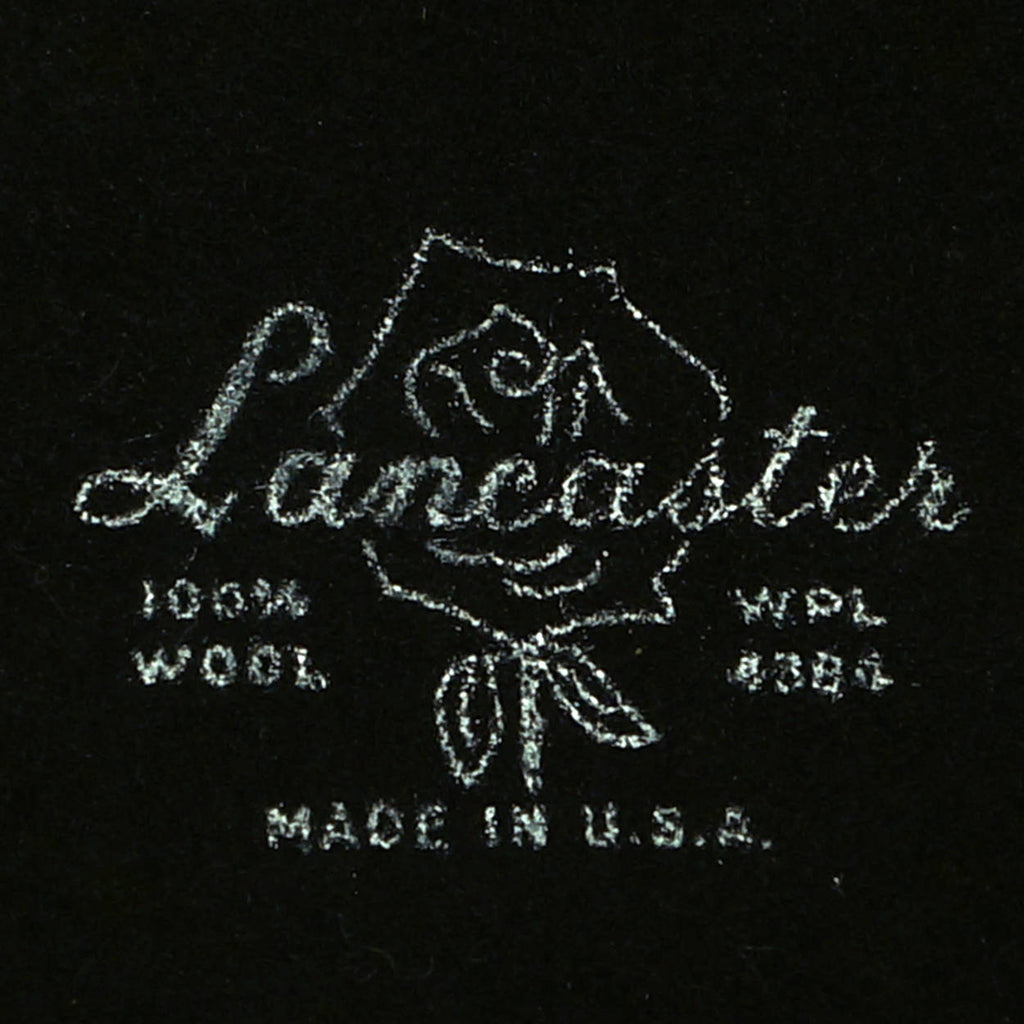 Lancaster
100% WPL
WOOL
MADE IN U.S.A.